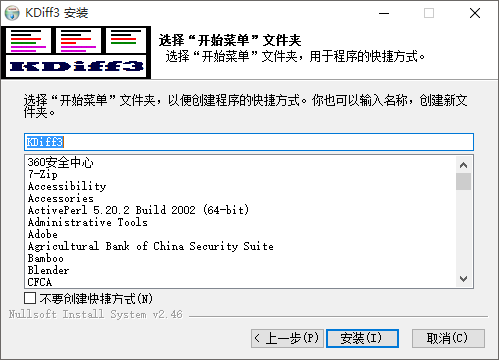 KDiff3 安装
KDiff3
选择“开始菜单”文件夹
选择“开始菜单”文件夹，用于程序的快捷方式。
选择“开始菜单”文件夹，以便创建程序的快捷方式。你也可以输入名称，创建新文
件夹。
KDiff3
360安全中心
7-Zip
Accessibility
Accessories
ActivePerl 5.20.2 Build 2002 (64-bit)
Administrative Tools
Adobe
Agricultural Bank of China Security Suite
Bamboo
Blender
CFCA
不要创建快捷方式(N)
Nullsoft Install System v2.46
< 上一步(P)
安装(I)
取消(C)